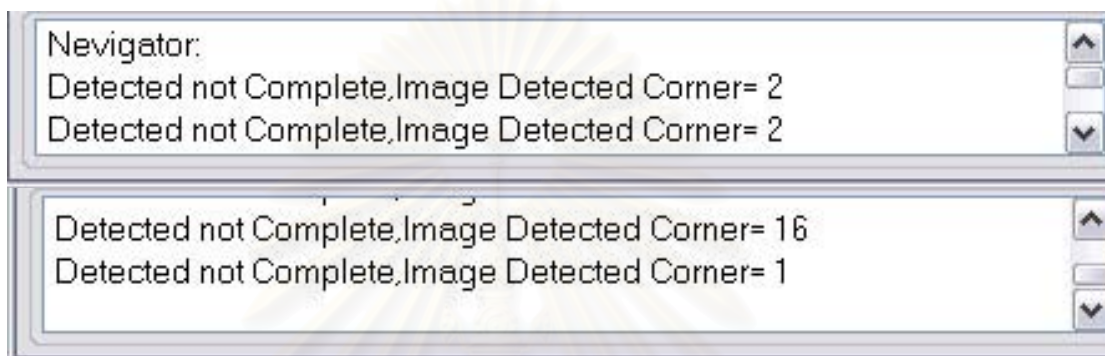 Nevigator:
Detected not Complete,Image Detected Corner= 2
Detected not Complete,Image Detected Corner= 2
Detected not Complete,Image Detected Corner= 16
Detected not Complete,Image Detected Corner= 1